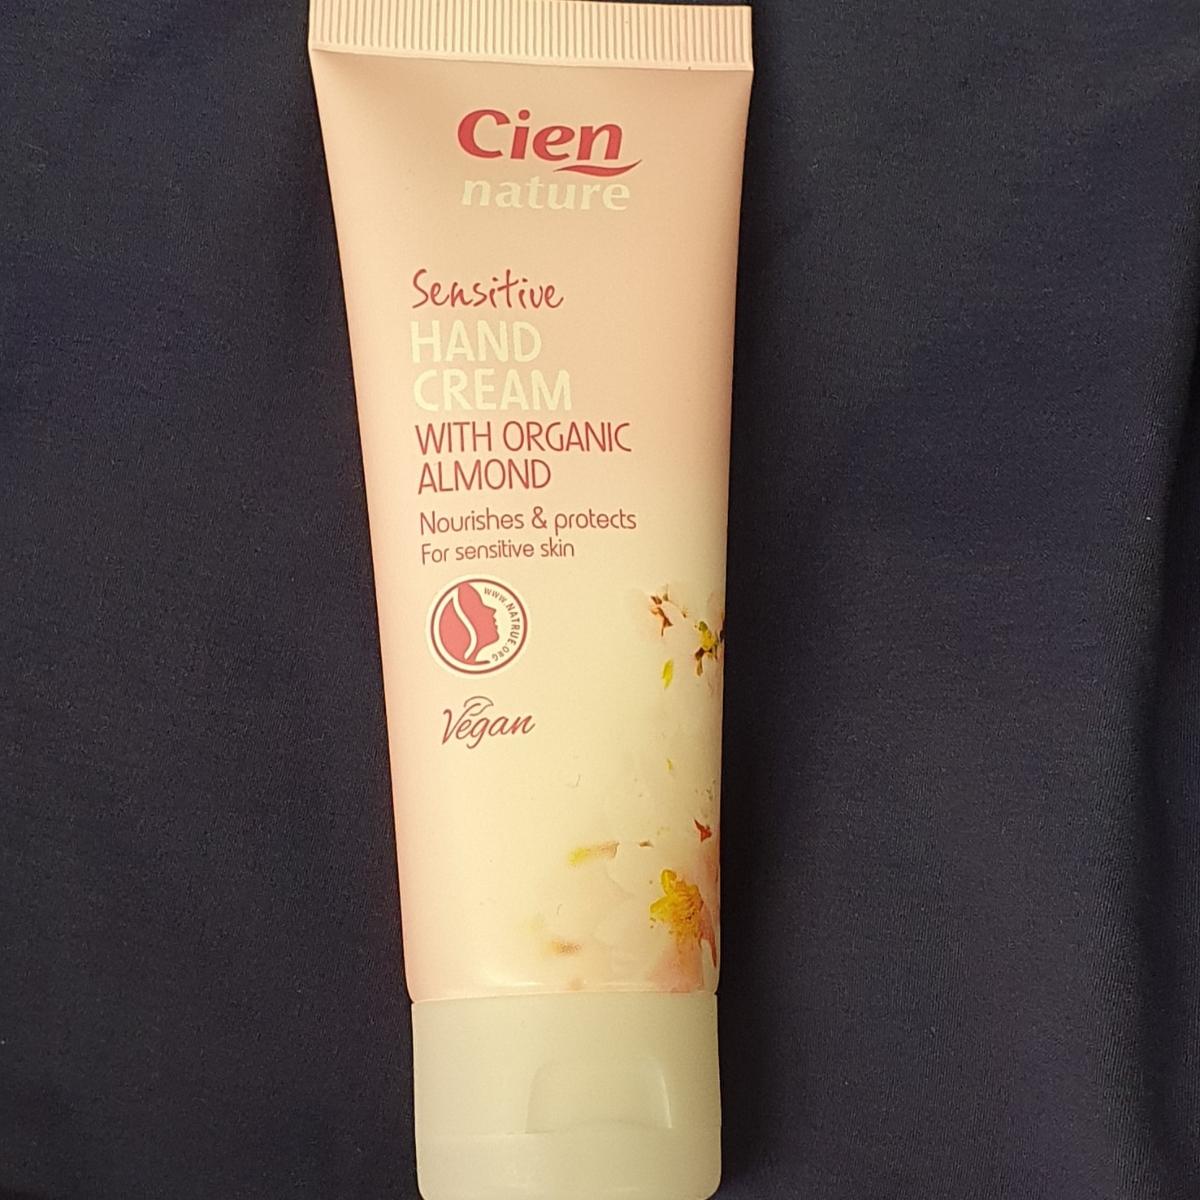 Cien
nature
Sensitive
HAND
CREAM
WITH ORGANIC
ALMOND
Nourishes & protects
For sensitive skin
WWW.NATRUE.ORG
Vegan